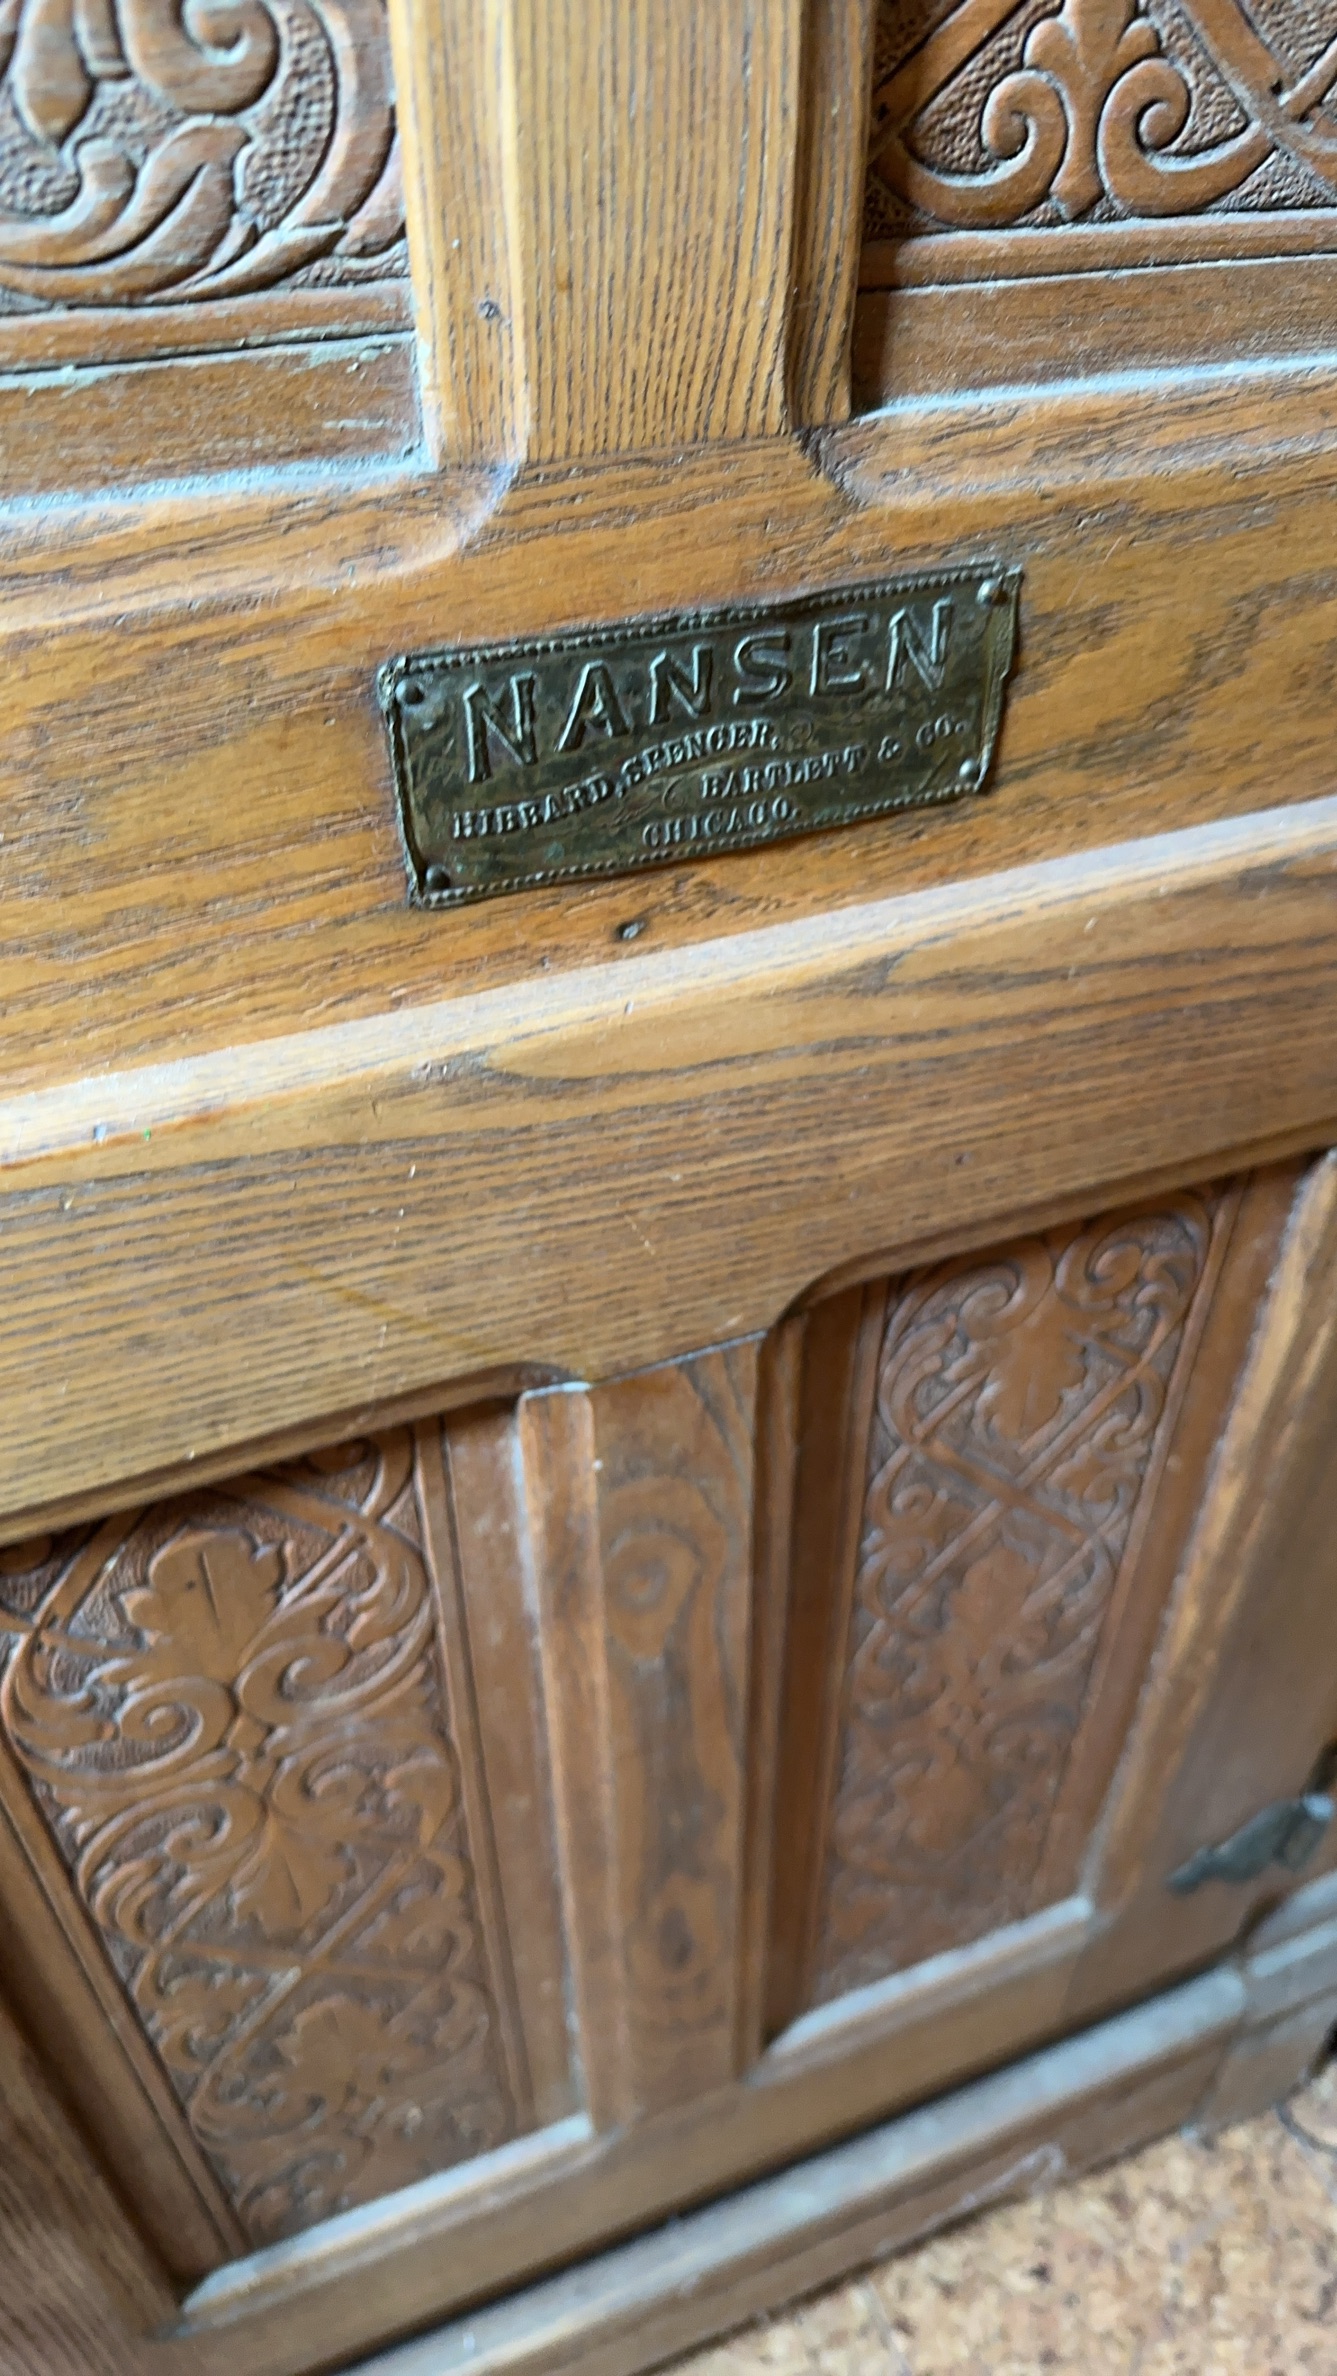 NANSEN
HIBBARD, SPENCER,
BARTLETT & CO.
CHICAGO.